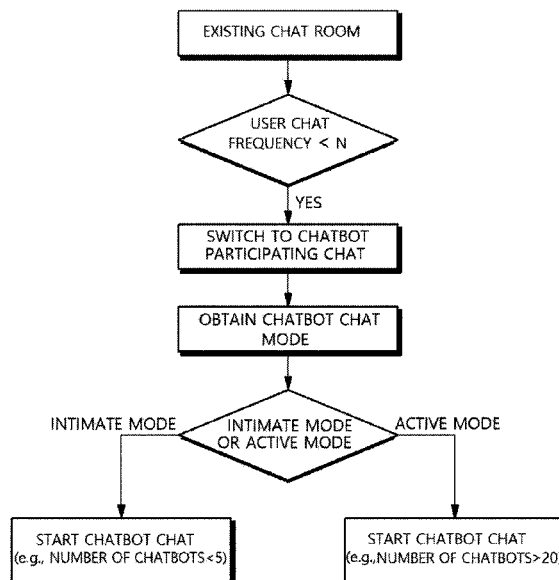 EXISTING CHAT ROOM
USER CHAT
FREQUENCY < N
YES
SWITCH TO CHATBOT
PARTICIPATING CHAT
OBTAIN CHATBOT CHAT
MODE
INTIMATE MODE
INTIMATE MODE
OR ACTIVE MODE
ACTIVE MODE
START CHATBOT CHAT
(e.g., NUMBER OF CHATBOTS<5)
START CHATBOT CHAT
(e.g.,NUMBER OF CHATBOTS>20)